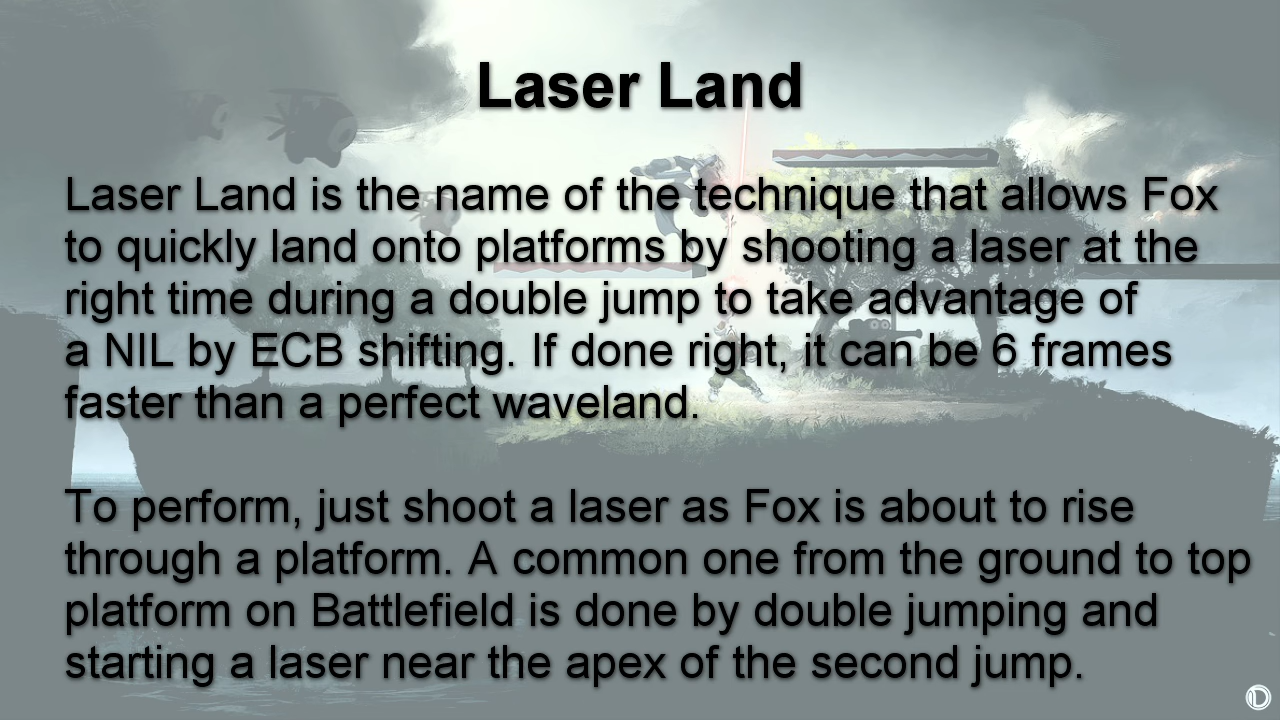 Laser Land
Laser Land is the name of the technique that allows Fox
to quickly land onto platforms by shooting a laser at the
right time during a double jump to take advantage of
a NIL by ECB shifting. If done right, it can be 6 frames
faster than a perfect waveland.
To perform, just shoot a laser as Fox is about to rise
through a platform. A common one from the ground to top
platform on Battlefield is done by double jumping and
starting a laser near the apex of the second jump.
D